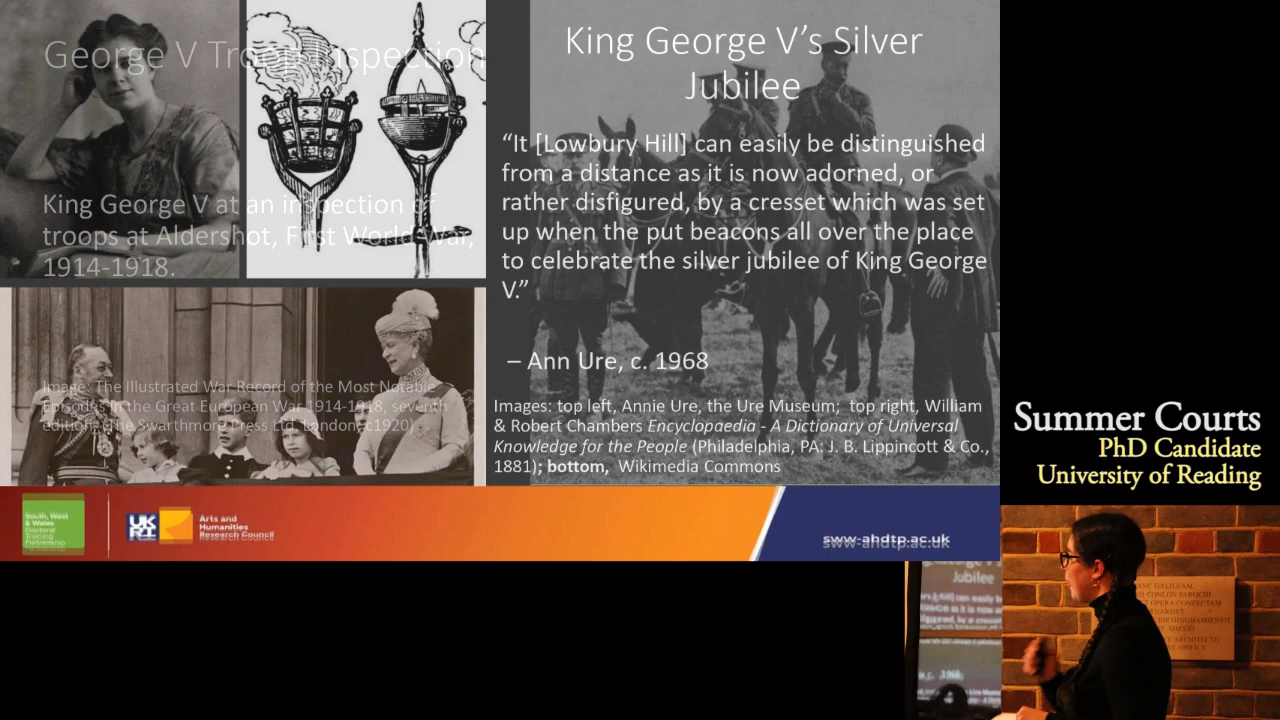 George V Troop Inspection
King George V at an inspection of
troops at Aldershot, First World War,
1914-1918.
Image: The Illustrated War Record of the Most Notable
Episodes in the Great European War 1914-1918, seventh
edition, (The Swarthmore Press Ltd, London, c1920)
King George V’s Silver
Jubilee
“It [Lowbury Hill] can easily be distinguished
from a distance as it is now adorned, or
rather disfigured, by a cresset which was set
up when the put beacons all over the place
to celebrate the silver jubilee of King George
V.”
– Ann Ure, c. 1968
Images: top left, Annie Ure, the Ure Museum; top right, William
& Robert Chambers Encyclopaedia - A Dictionary of Universal
Knowledge for the People (Philadelphia, PA: J. B. Lippincott & Co.,
1881); bottom, Wikimedia Commons
South, West
& Wales
Doctoral
Training
Partnership
UK
RI
Arts and
Humanities
Research Council
sww-ahdtp.ac.uk
Summer Courts
PhD Candidate
University of Reading
Jubilee